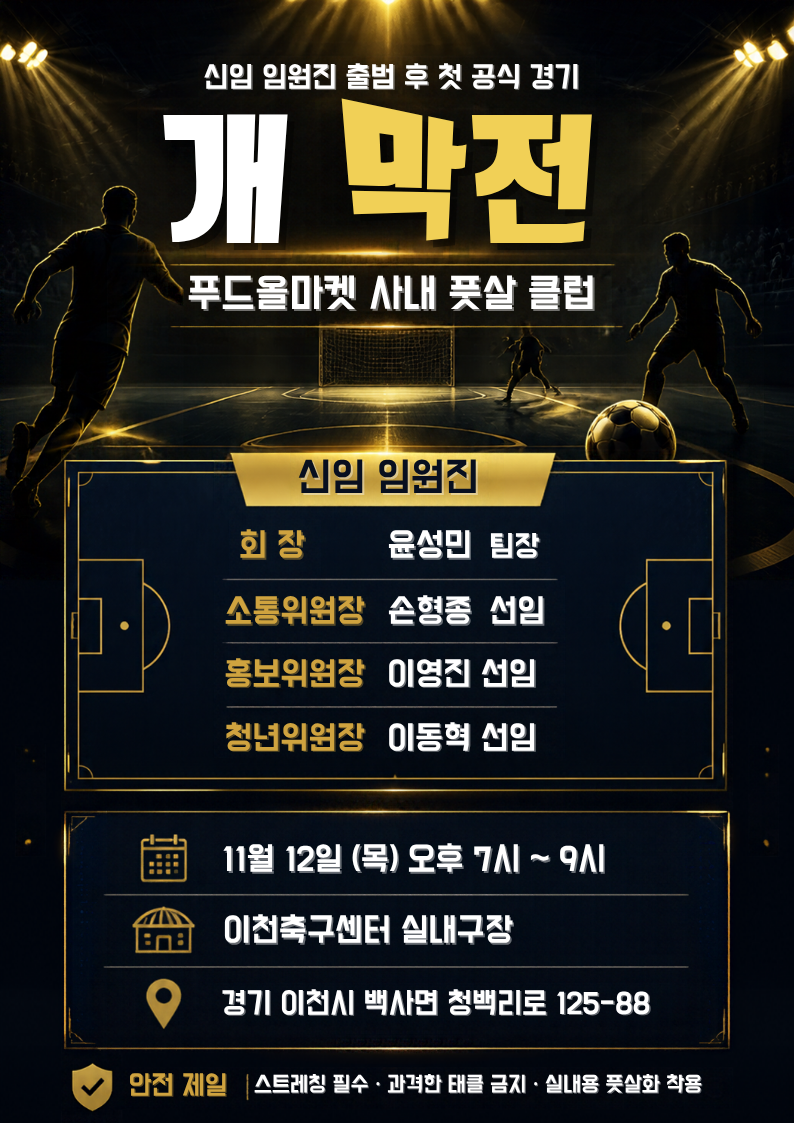 신임 임원진 출범 후 첫 공식 경기
개 막전
푸드올마켓 사내 풋살 클럽
신임 임원진
회 장 윤성민 팀장
소통위원장 손형종 선임
홍보위원장 이영진 선임
청년위원장 이동혁 선임
11월 12일 (목) 오후 7시 ~ 9시
이천축구센터 실내구장
경기 이천시 백사면 청백리로 125-88
안전 제일 | 스트레칭 필수 · 과격한 태클 금지 · 실내용 풋살화 착용